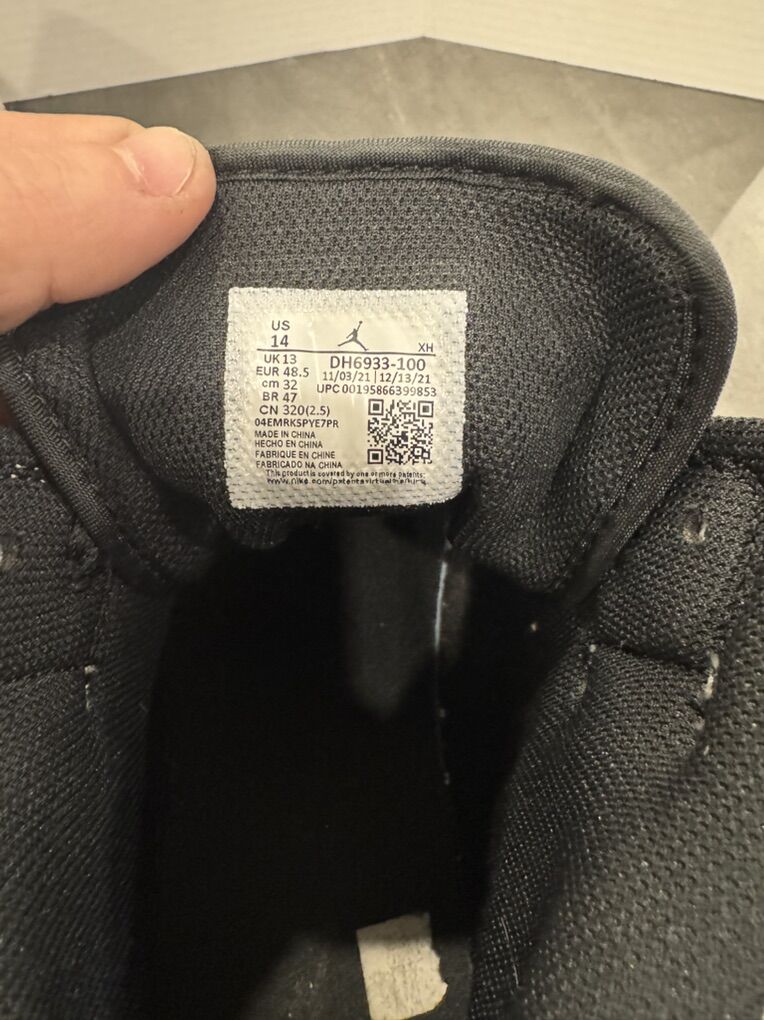 US
14
XH
UK 13
DH6933-100
EUR 48.5
11/03/21 | 12/13/21
cm 32
UPC 00195866399853
BR 47
CN 320(2.5)
04EMRKSPYE7PR
MADE IN CHINA
HECHO EN CHINA
FABRIQUE EN CHINE
FABRICADO NA CHINA
This product is covered by one or more patents: